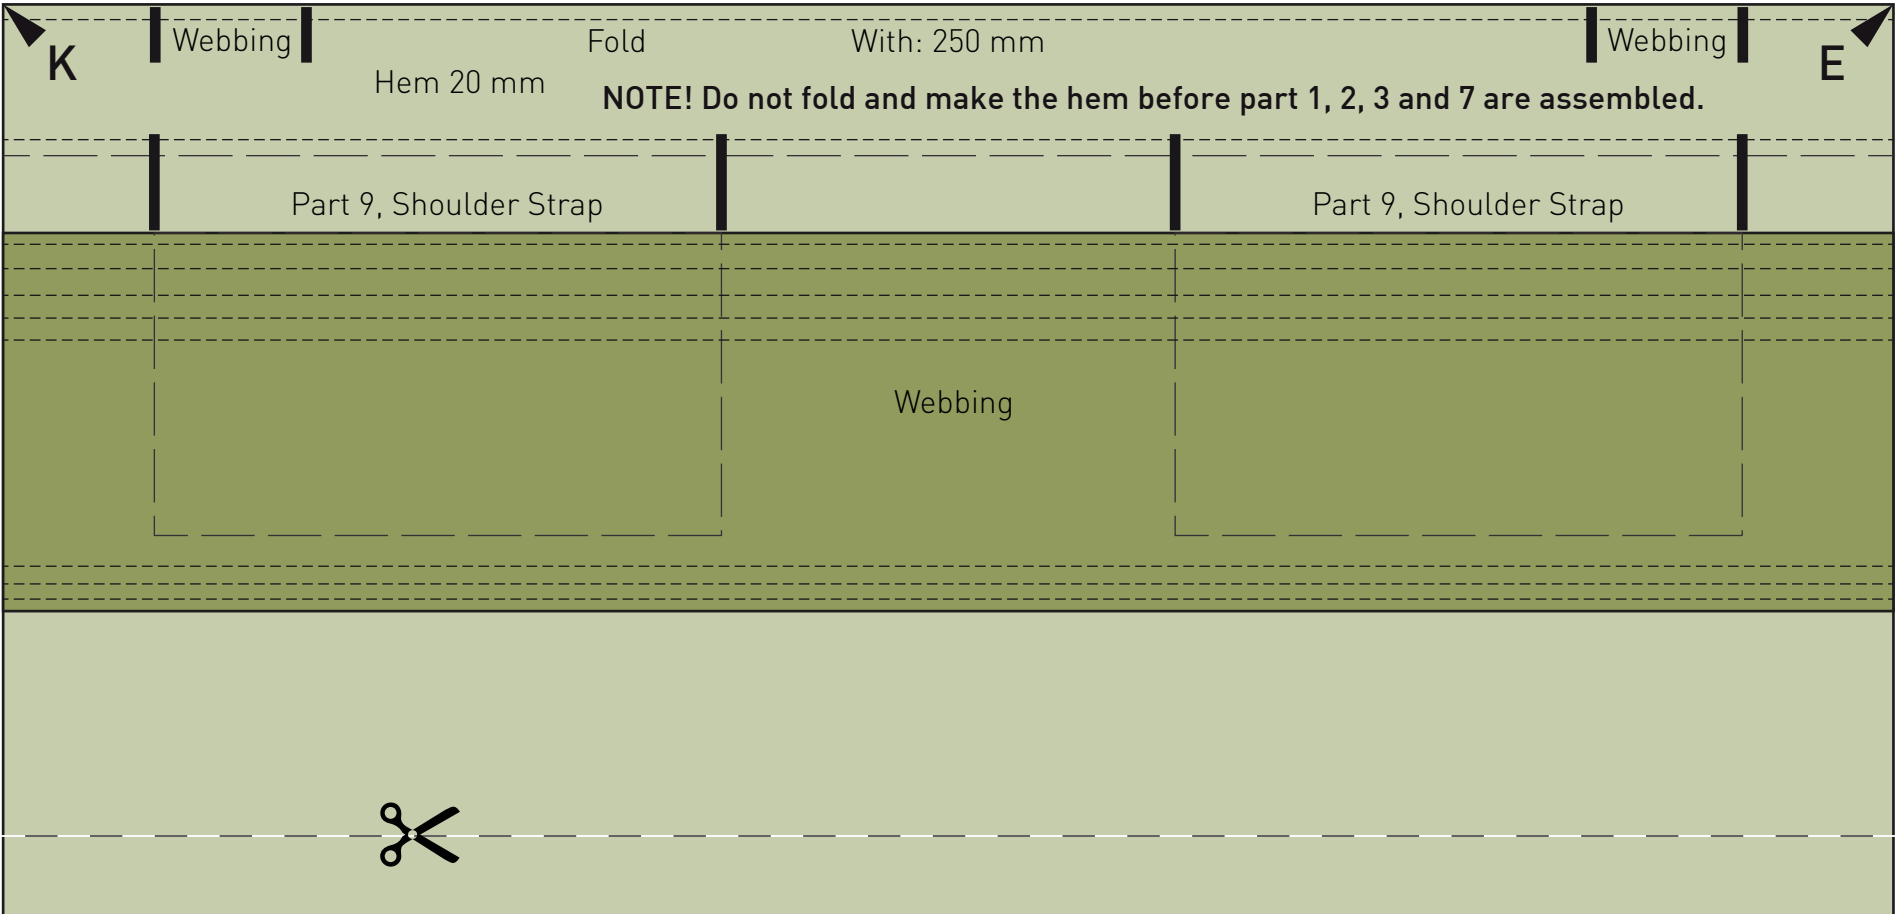 Webbing Fold With: 250 mm Webbing
K E
Hem 20 mm
NOTE! Do not fold and make the hem before part 1, 2, 3 and 7 are assembled.
Part 9, Shoulder Strap Part 9, Shoulder Strap
Webbing